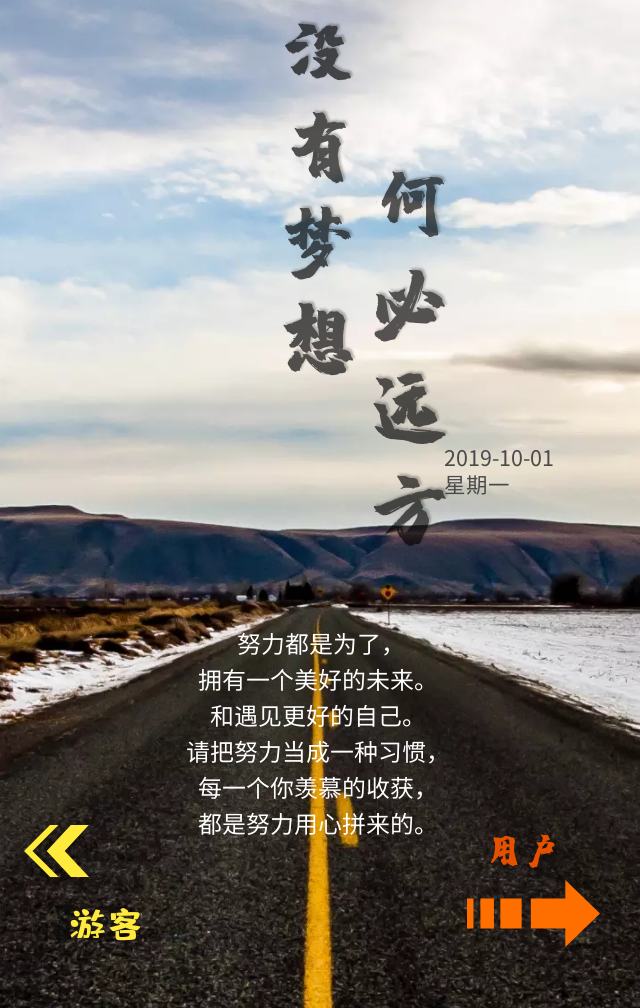 没有梦想
何必远方
2019-10-01
星期一
努力都是为了，
拥有一个美好的未来。
和遇见更好的自己。
请把努力当成一种习惯，
每一个你羡慕的收获，
都是努力用心拼来的。
用户
游客